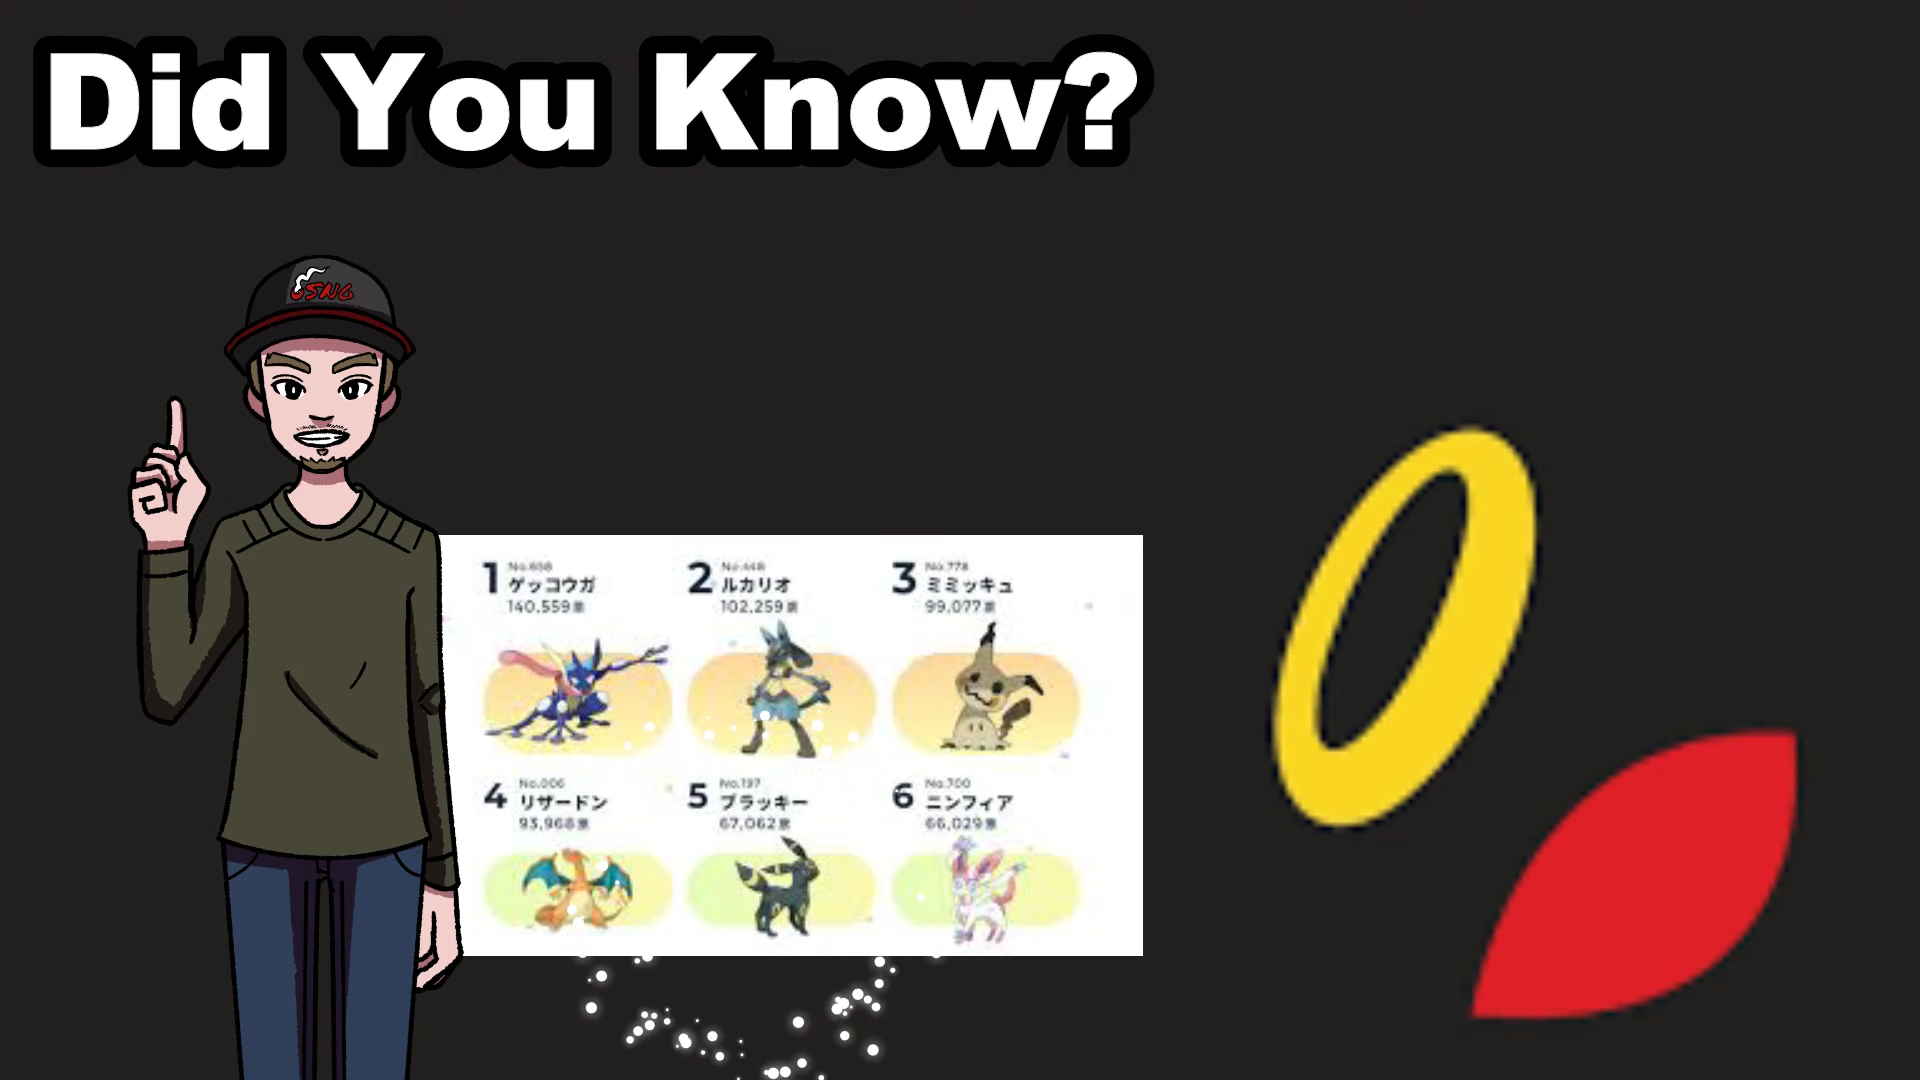 Did You Know?
SNG
1 No.658
ゲッコウガ
140,559票
2 No.448
ルカリオ
102,259票
3 No.778
ミミッキュ
99,077票
4 No.006
リザードン
93,968票
5 No.197
ブラッキー
67,062票
6 No.700
ニンフィア
66,029票